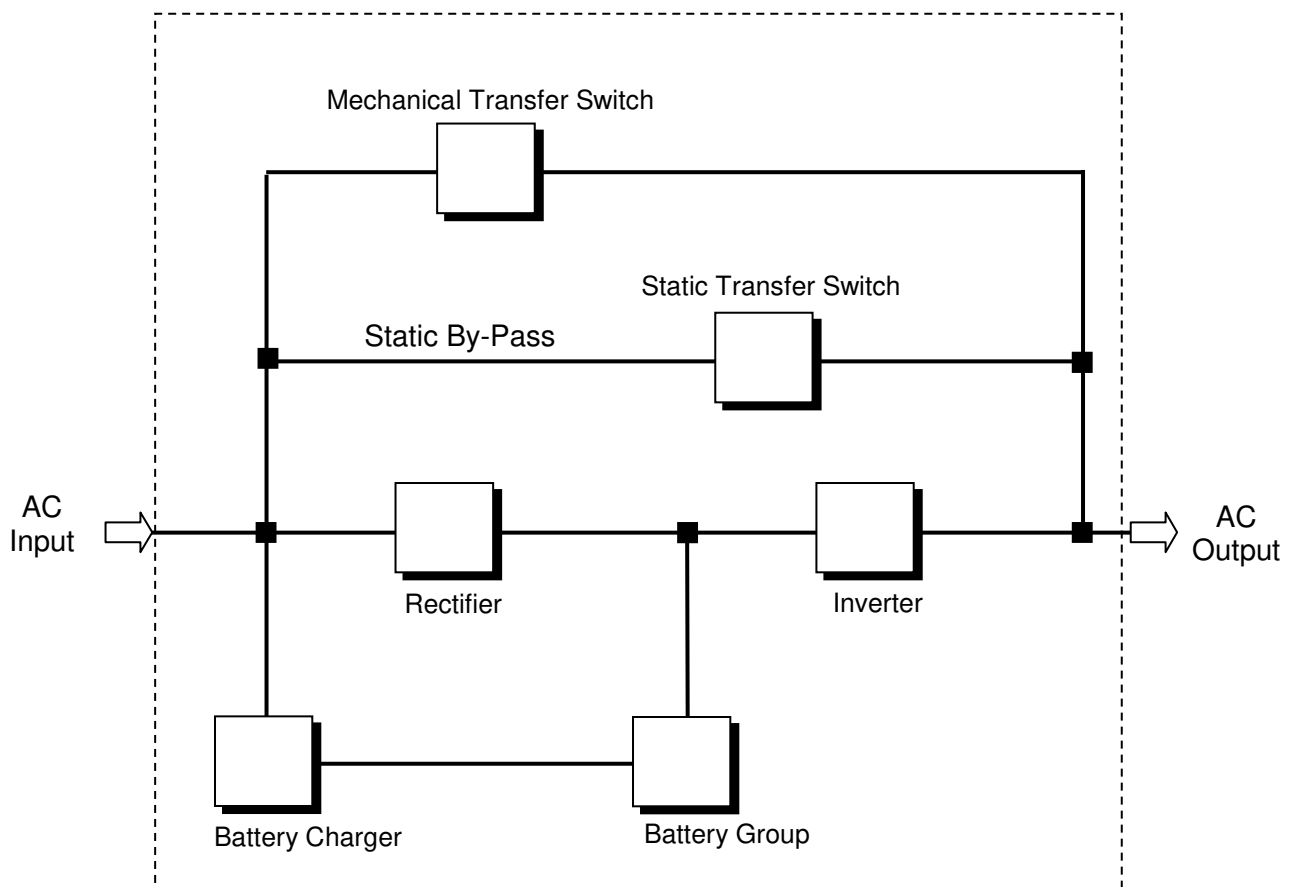 Mechanical Transfer Switch
Static Transfer Switch
Static By-Pass
AC
Input
AC
Output
Rectifier
Inverter
Battery Charger
Battery Group